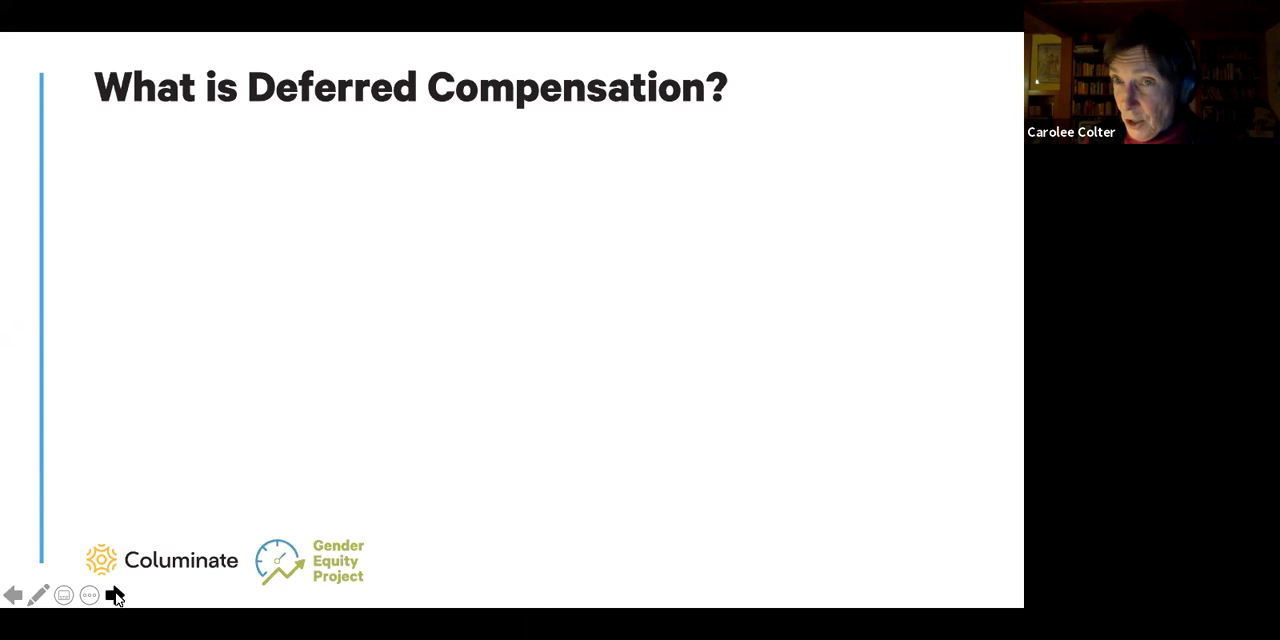 What is Deferred Compensation?
Carolee Colter
Columinate
Gender
Equity
Project